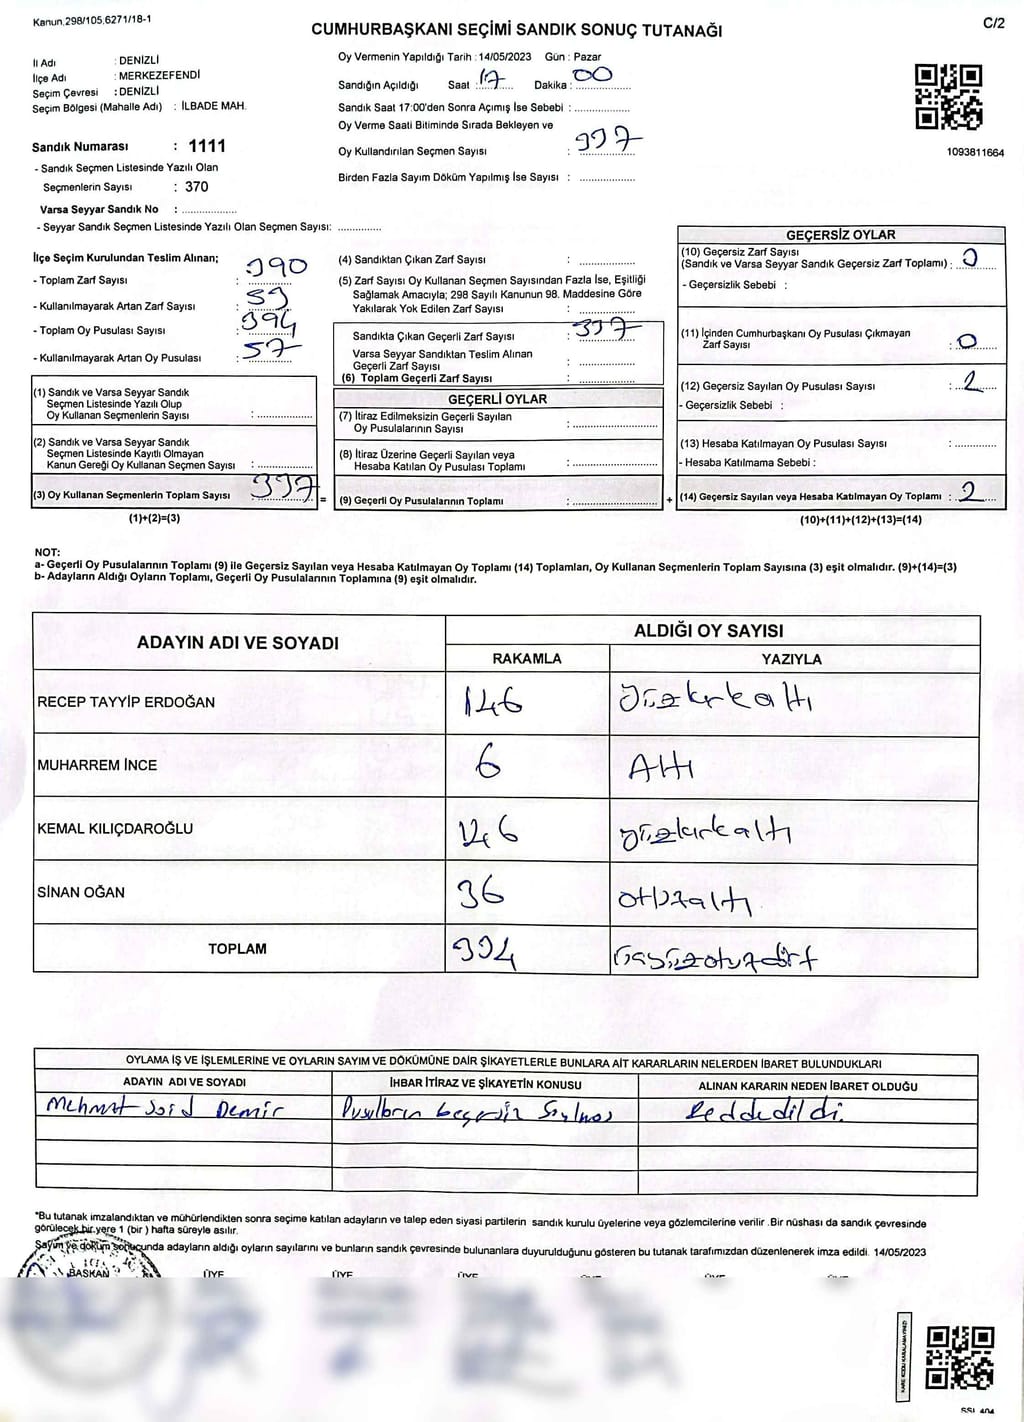 Kanun.298/105,6271/18-1
C/2
CUMHURBAŞKANI SEÇİMİ SANDIK SONUÇ TUTANAĞI
İl Adı : DENİZLİ
İlçe Adı : MERKEZEFENDİ
Seçim Çevresi : DENİZLİ
Seçim Bölgesi (Mahalle Adı) : İLBADE MAH.
Sandık Numarası : 1111
- Sandık Seçmen Listesinde Yazılı Olan
Seçmenlerin Sayısı : 370
Varsa Seyyar Sandık No :
- Seyyar Sandık Seçmen Listesinde Yazılı Olan Seçmen Sayısı:
Oy Vermenin Yapıldığı Tarih : 14/05/2023 Gün : Pazar
Sandığın Açıldığı Saat : 17 Dakika : 00
Sandık Saat 17:00'den Sonra Açımış İse Sebebi :
Oy Verme Saati Bitiminde Sırada Bekleyen ve
Oy Kullandırılan Seçmen Sayısı : 337
Birden Fazla Sayım Döküm Yapılmış İse Sayısı :
1093811664
İlçe Seçim Kurulundan Teslim Alınan;
- Toplam Zarf Sayısı : 390
- Kullanılmayarak Artan Zarf Sayısı : 53
- Toplam Oy Pusulası Sayısı : 394
- Kullanılmayarak Artan Oy Pusulası : 57
(1) Sandık ve Varsa Seyyar Sandık
Seçmen Listesinde Yazılı Olup
Oy Kullanan Seçmenlerin Sayısı :
(2) Sandık ve Varsa Seyyar Sandık
Seçmen Listesinde Kayıtlı Olmayan
Kanun Gereği Oy Kullanan Seçmen Sayısı :
(3) Oy Kullanan Seçmenlerin Toplam Sayısı 337 =
(1)+(2)=(3)
(4) Sandıktan Çıkan Zarf Sayısı :
(5) Zarf Sayısı Oy Kullanan Seçmen Sayısından Fazla İse, Eşitliği
Sağlamak Amacıyla; 298 Sayılı Kanunun 98. Maddesine Göre
Yakılarak Yok Edilen Zarf Sayısı :
Sandıkta Çıkan Geçerli Zarf Sayısı : 337
Varsa Seyyar Sandıktan Teslim Alınan
Geçerli Zarf Sayısı :
(6) Toplam Geçerli Zarf Sayısı :
GEÇERLİ OYLAR
(7) İtiraz Edilmeksizin Geçerli Sayılan
Oy Pusulalarının Sayısı :
(8) İtiraz Üzerine Geçerli Sayılan veya
Hesaba Katılan Oy Pusulası Toplamı :
(9) Geçerli Oy Pusulalarının Toplamı : +
GEÇERSİZ OYLAR
(10) Geçersiz Zarf Sayısı
(Sandık ve Varsa Seyyar Sandık Geçersiz Zarf Toplamı) : 0
- Geçersizlik Sebebi :
(11) İçinden Cumhurbaşkanı Oy Pusulası Çıkmayan
Zarf Sayısı : 0
(12) Geçersiz Sayılan Oy Pusulası Sayısı : 2
- Geçersizlik Sebebi :
(13) Hesaba Katılmayan Oy Pusulası Sayısı :
- Hesaba Katılmama Sebebi :
(14) Geçersiz Sayılan veya Hesaba Katılmayan Oy Toplamı : 2
(10)+(11)+(12)+(13)=(14)
NOT:
a- Geçerli Oy Pusulalarının Toplamı (9) ile Geçersiz Sayılan veya Hesaba Katılmayan Oy Toplamı (14) Toplamları, Oy Kullanan Seçmenlerin Toplam Sayısına (3) eşit olmalıdır. (9)+(14)=(3)
b- Adayların Aldığı Oyların Toplamı, Geçerli Oy Pusulalarının Toplamına (9) eşit olmalıdır.
ADAYIN ADI VE SOYADI
ALDIĞI OY SAYISI
RAKAMLA YAZIYLA
RECEP TAYYİP ERDOĞAN 146 yüzkırkaltı
MUHARREM İNCE 6 Altı
KEMAL KILIÇDAROĞLU 146 yüzkırkaltı
SİNAN OĞAN 36 otuzaltı
TOPLAM 334 üçyüzotuzdört
OYLAMA İŞ VE İŞLEMLERİNE VE OYLARIN SAYIM VE DÖKÜMÜNE DAİR ŞİKAYETLERLE BUNLARA AİT KARARLARIN NELERDEN İBARET BULUNDUKLARI
ADAYIN ADI VE SOYADI İHBAR İTİRAZ VE ŞİKAYETİN KONUSU ALINAN KARARIN NEDEN İBARET OLDUĞU
Mehmet Said Demir Pusulların geçersiz Reddedildi.
*Bu tutanak imzalandıktan ve mühürlendikten sonra seçime katılan adayların ve talep eden siyasi partilerin sandık kurulu üyelerine veya gözlemcilerine verilir .Bir nüshası da sandık çevresinde
görülecek bir yere 1 (bir ) hafta süreyle asılır.
Sayım ve döküm sonucunda adayların aldığı oyların sayılarını ve bunların sandık çevresinde bulunanlara duyurulduğunu gösteren bu tutanak tarafımızdan düzenlenerek imza edildi. 14/05/2023
BAŞKAN ÜYE ÜYE ÜYE